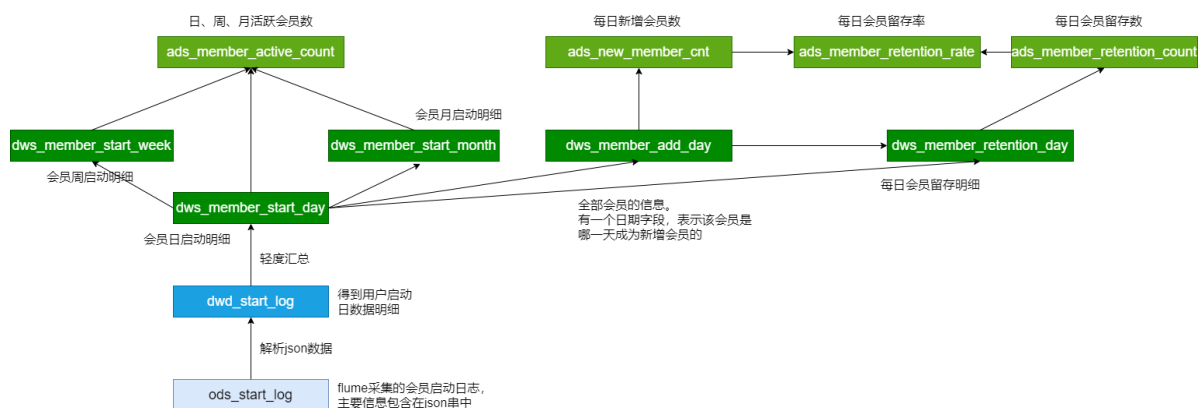 日、周、月活跃会员数
每日新增会员数
每日会员留存率
每日会员留存数
ads_member_active_count
ads_new_member_cnt
ads_member_retention_rate
ads_member_retention_count
会员月启动明细
dws_member_start_week
dws_member_start_month
dws_member_add_day
dws_member_retention_day
会员周启动明细
每日会员留存明细
dws_member_start_day
全部会员的信息。
有一个日期字段，表示该会员是
哪一天成为新增会员的
会员日启动明细
轻度汇总
dwd_start_log
得到用户启动
日数据明细
解析json数据
ods_start_log
flume采集的会员启动日志，
主要信息包含在json串中